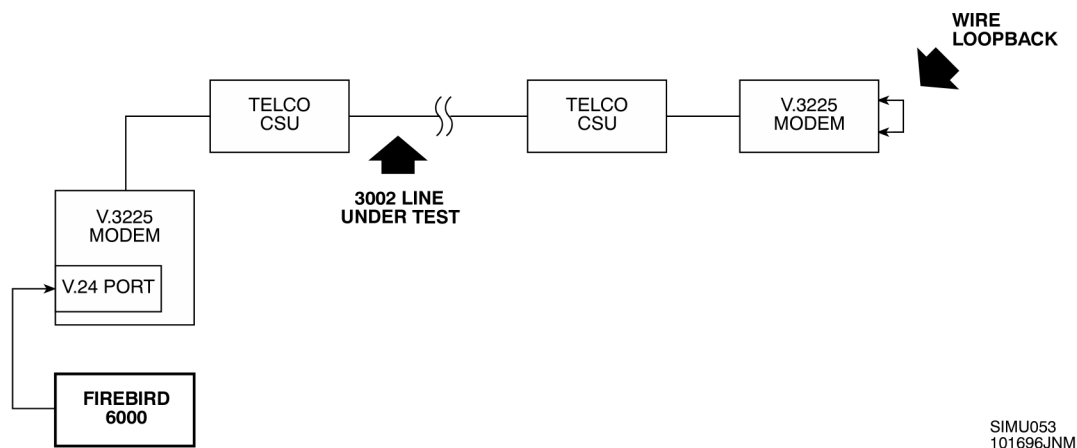 WIRE
LOOPBACK
TELCO
CSU
TELCO
CSU
V.3225
MODEM
3002 LINE
UNDER TEST
V.3225
MODEM
V.24 PORT
FIREBIRD
6000
SIMU053
101696JNM